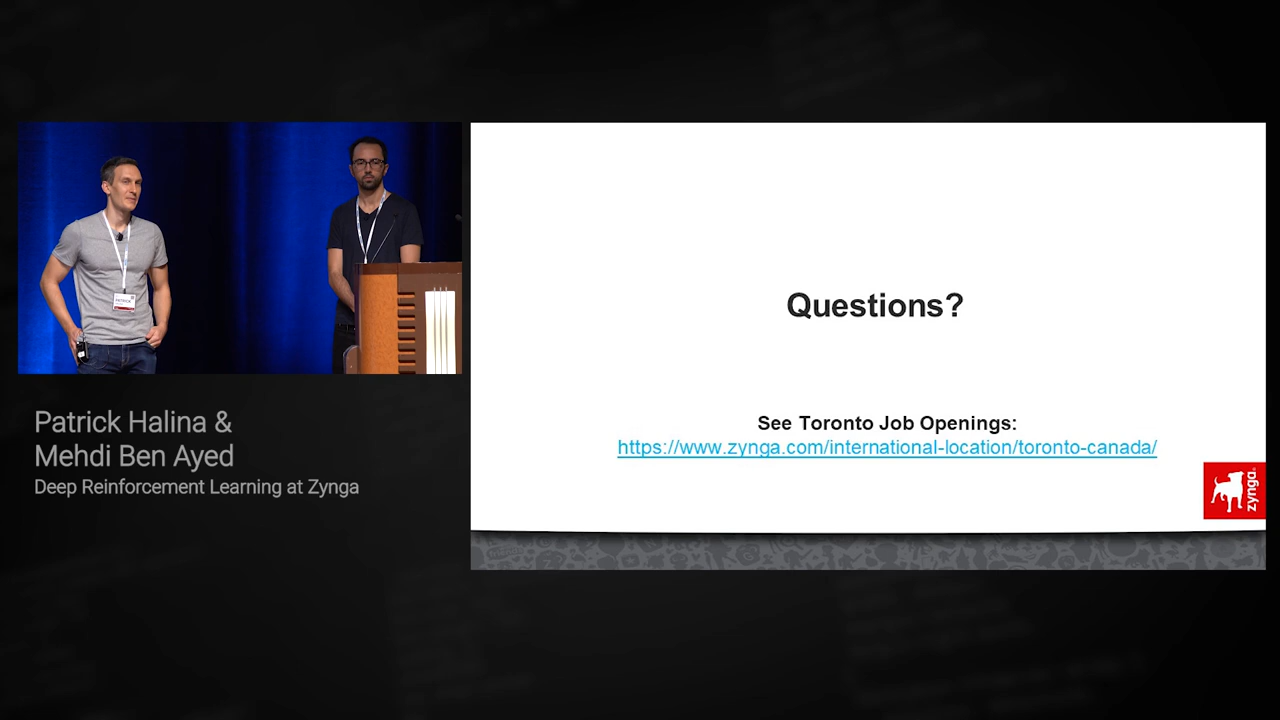 Patrick Halina &
Mehdi Ben Ayed
Deep Reinforcement Learning at Zynga
Questions?
See Toronto Job Openings:
https://www.zynga.com/international-location/toronto-canada/
zynga